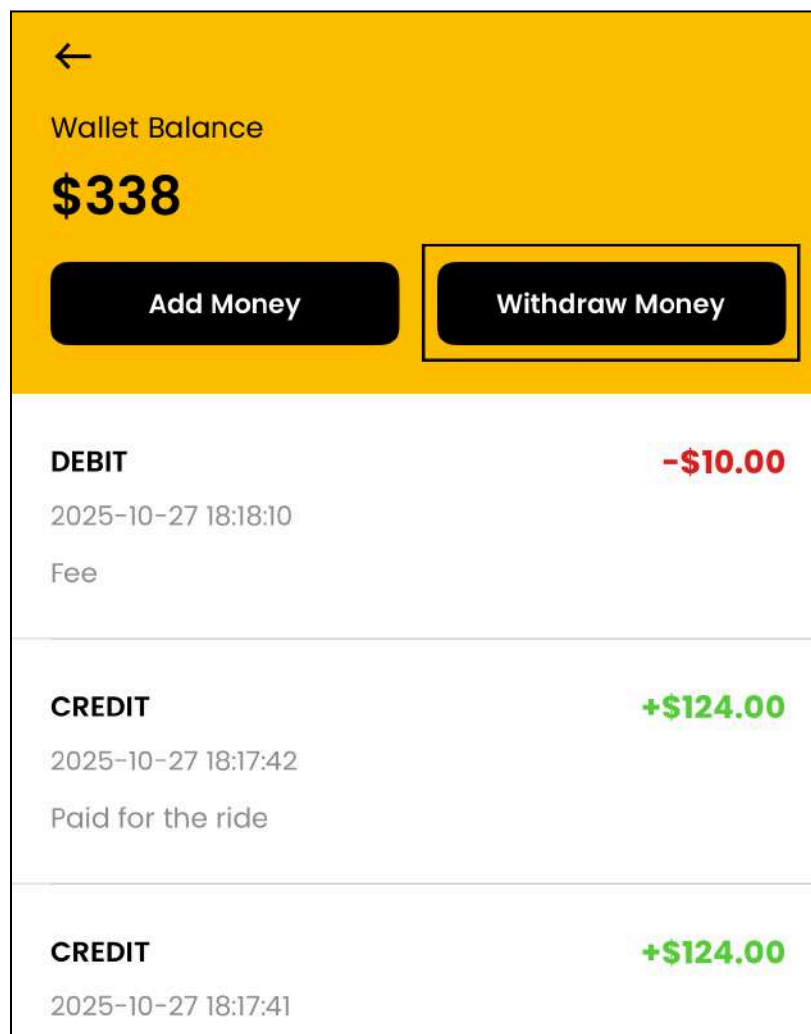 Wallet Balance
$338
Add Money
Withdraw Money
DEBIT
-$10.00
2025-10-27 18:18:10
Fee
CREDIT
+$124.00
2025-10-27 18:17:42
Paid for the ride
CREDIT
+$124.00
2025-10-27 18:17:41